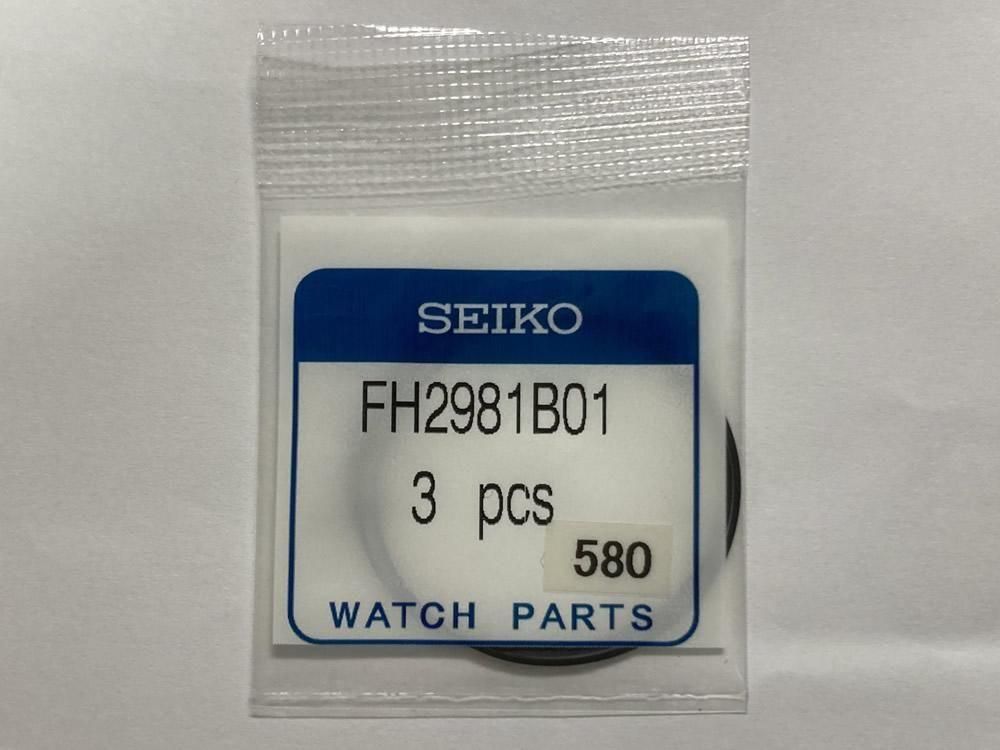 SEIKO
FH2981B01
3 pcs
580
WATCH PARTS